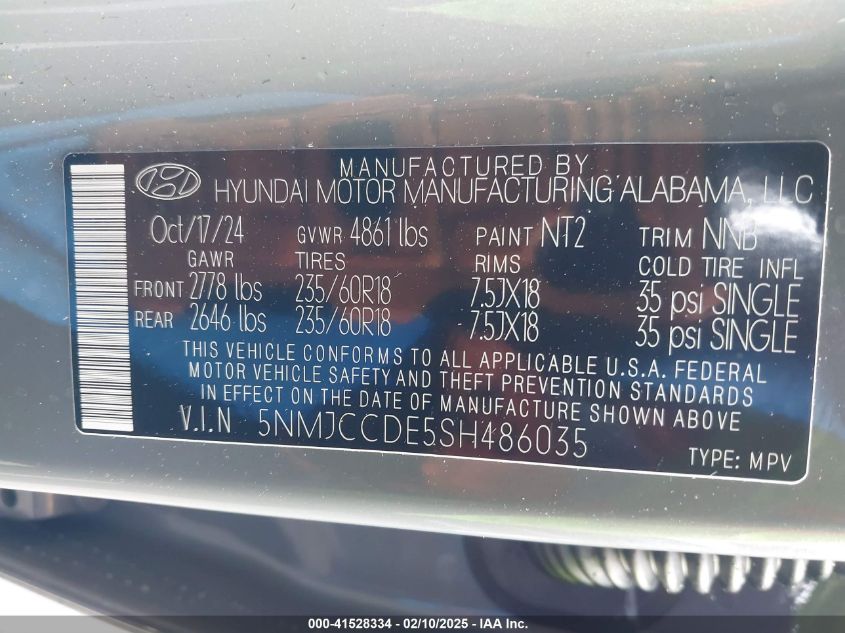 MANUFACTURED BY
HYUNDAI MOTOR MANUFACTURING ALABAMA, LLC
Oct/17/24 GVWR 4861 lbs PAINT NT2 TRIM NNB
GAWR TIRES RIMS COLD TIRE INFL
FRONT 2778 lbs 235/60R18 7.5JX18 35 psi SINGLE
REAR 2646 lbs 235/60R18 7.5JX18 35 psi SINGLE
THIS VEHICLE CONFORMS TO ALL APPLICABLE U.S.A. FEDERAL
MOTOR VEHICLE SAFETY AND THEFT PREVENTION STANDARDS
IN EFFECT ON THE DATE OF MANUFACTURE SHOWN ABOVE
V.I.N 5NMJCCDE5SH486035
TYPE: MPV
000-41528334 - 02/10/2025 - IAA Inc.